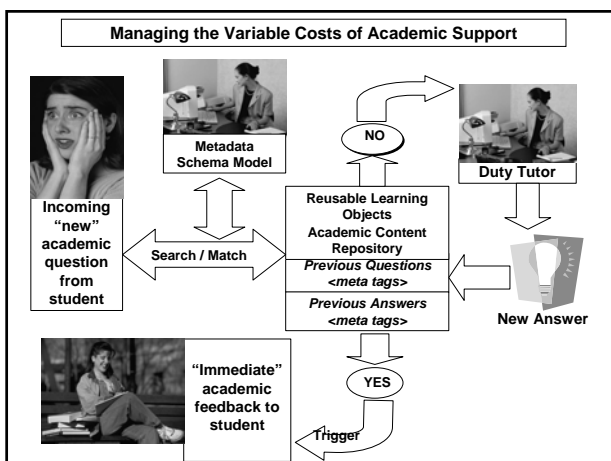 Managing the Variable Costs of Academic Support
Metadata
Schema Model
NO
Duty Tutor
Incoming
“new”
academic
question
from
student
Search / Match
Reusable Learning
Objects
Academic Content
Repository
Previous Questions
<meta tags>
Previous Answers
<meta tags>
New Answer
YES
“Immediate”
academic
feedback to
student
Trigger